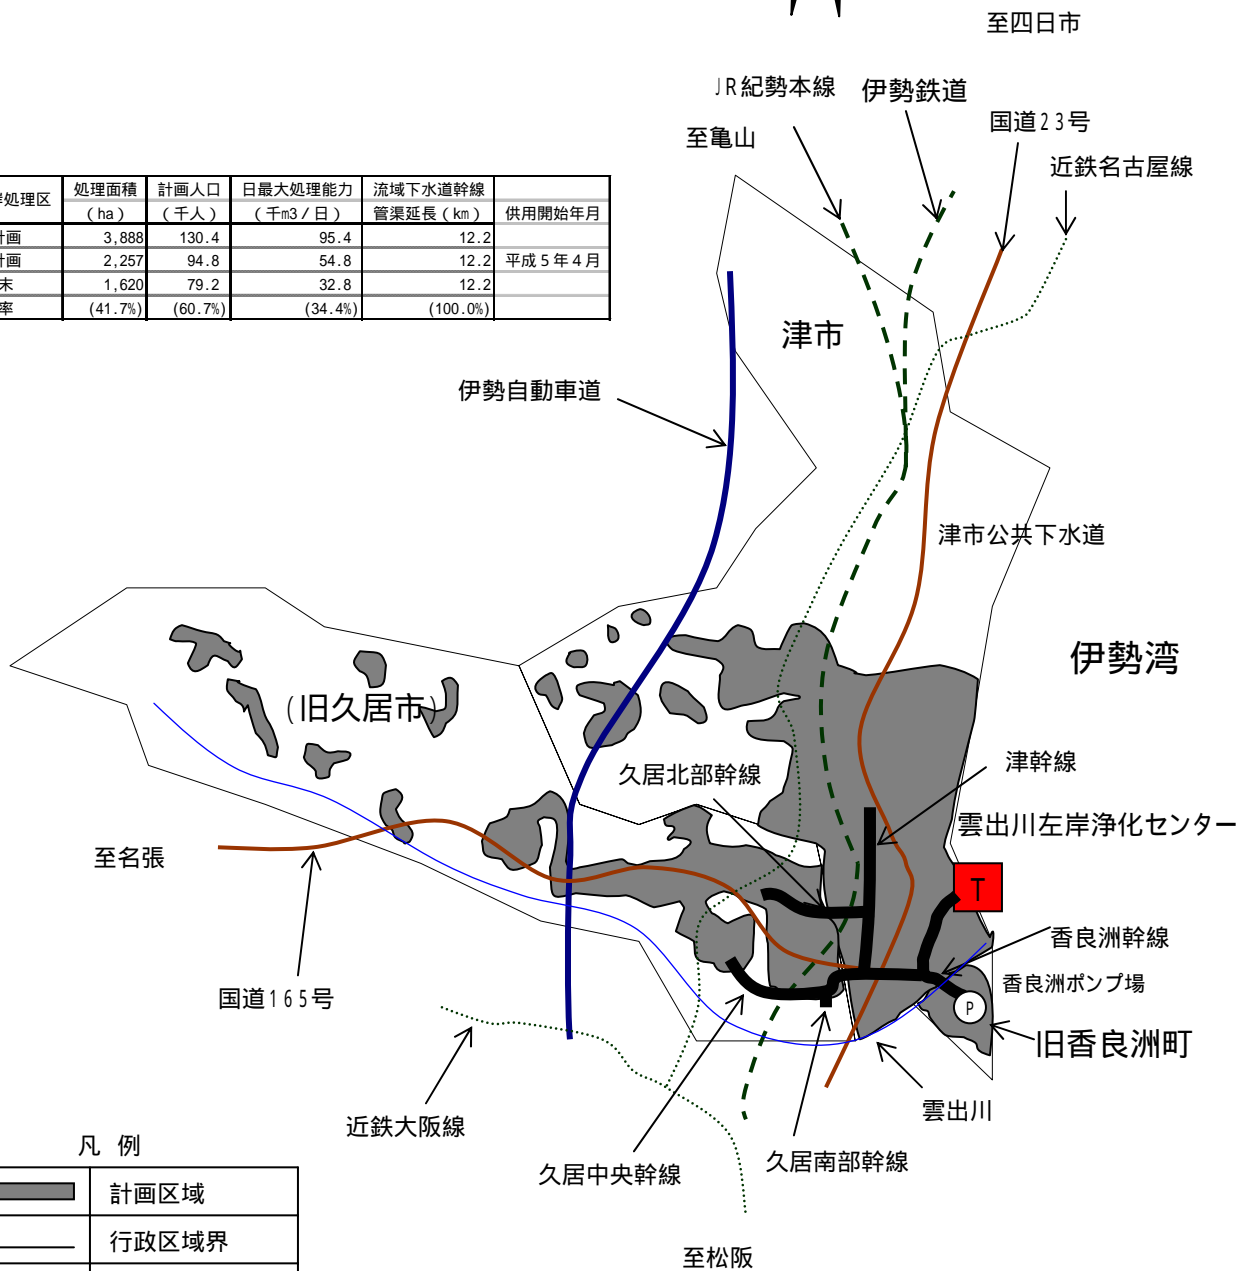 至四日市
JR紀勢本線
伊勢鉄道
至亀山
国道23号
近鉄名古屋線
岸処理区 処理面積 計画人口 日最大処理能力 流域下水道幹線
(ha) (千人) (千m3/日) 管渠延長(km) 供用開始年月
計画 3,888 130.4 95.4 12.2
計画 2,257 94.8 54.8 12.2 平成5年4月
末 1,620 79.2 32.8 12.2
率 (41.7%) (60.7%) (34.4%) (100.0%)
津市
伊勢自動車道
津市公共下水道
伊勢湾
(旧久居市)
久居北部幹線
津幹線
雲出川左岸浄化センター
至名張
T
香良洲幹線
国道165号
香良洲ポンプ場
P
旧香良洲町
雲出川
近鉄大阪線
久居中央幹線
久居南部幹線
凡 例
計画区域
行政区域界
至松阪